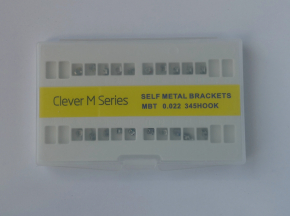 Clever M Series
SELF METAL BRACKETS
MBT 0.022 345HOOK